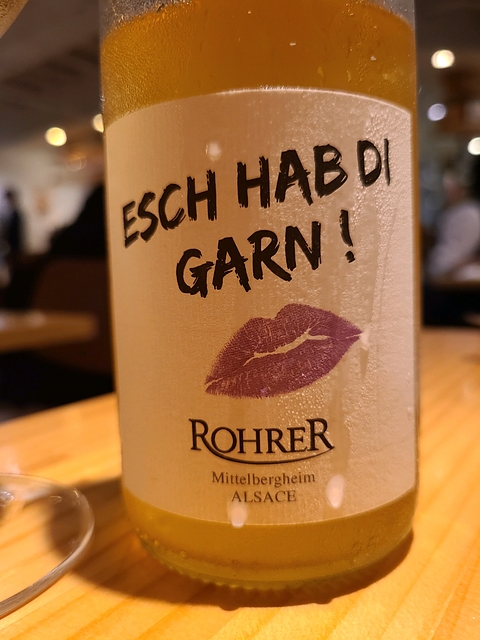 ESCH HAB DI
GARN !
ROHRER
Mittelbergheim
ALSACE